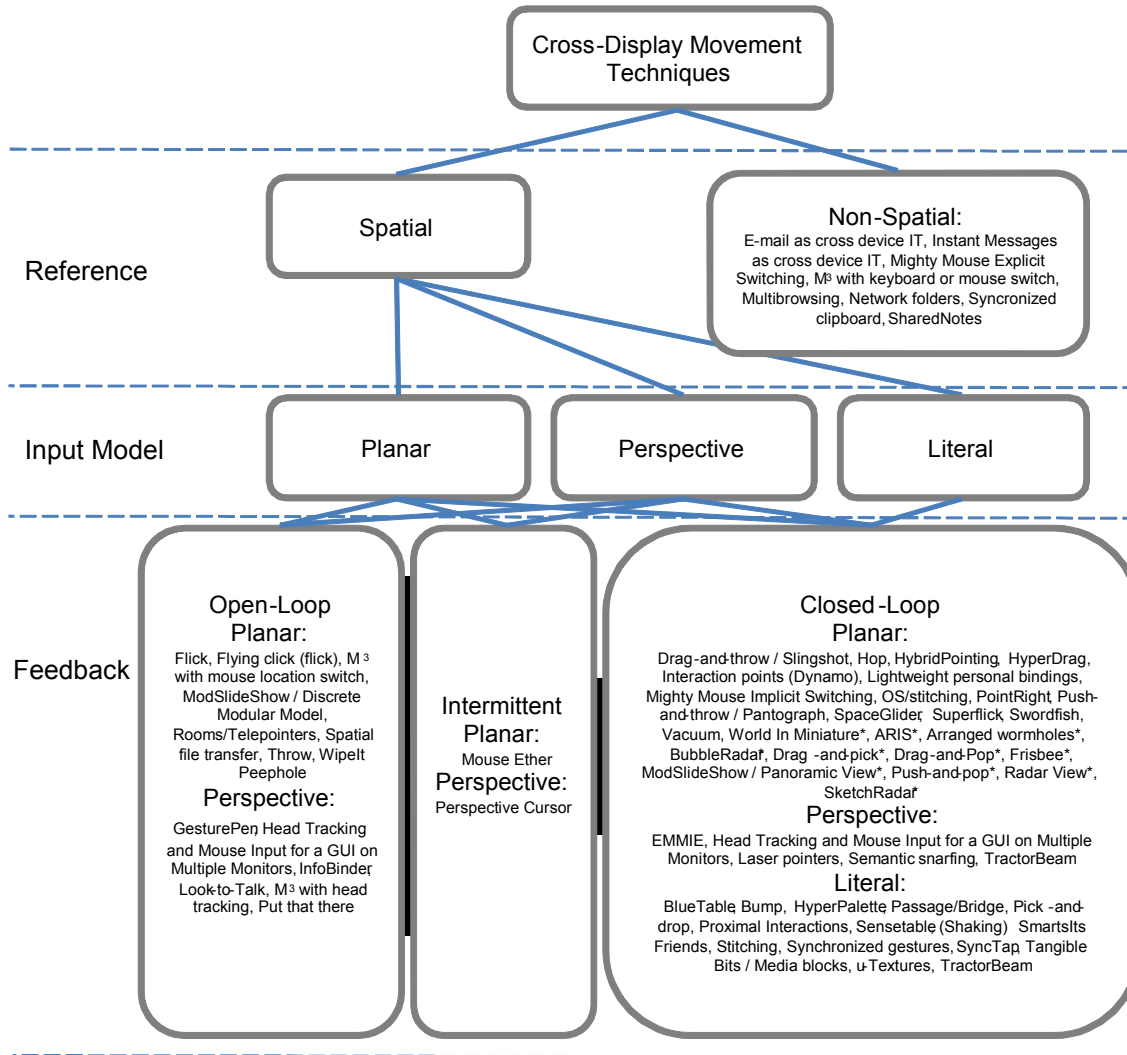 Cross-Display Movement
Techniques
Reference
Spatial
Non-Spatial:
E-mail as cross device IT, Instant Messages
as cross device IT, Mighty Mouse Explicit
Switching, M³ with keyboard or mouse switch,
Multibrowsing, Network folders, Syncronized
clipboard, SharedNotes
Input Model
Planar
Perspective
Literal
Feedback
Open-Loop
Planar:
Flick, Flying click (flick), M³
with mouse location switch,
ModSlideShow / Discrete
Modular Model,
Rooms/Telepointers, Spatial
file transfer, Throw, WipeIt
Peephole
Perspective:
GesturePen, Head Tracking
and Mouse Input for a GUI on
Multiple Monitors, InfoBinder,
Look-to-Talk, M³ with head
tracking, Put that there
Intermittent
Planar:
Mouse Ether
Perspective:
Perspective Cursor
Closed-Loop
Planar:
Drag-and-throw / Slingshot, Hop, HybridPointing, HyperDrag,
Interaction points (Dynamo), Lightweight personal bindings,
Mighty Mouse Implicit Switching, OS/stitching, PointRight, Push-
and-throw / Pantograph, SpaceGlider, Superflick, Swordfish,
Vacuum, World In Miniature*, ARIS*, Arranged wormholes*,
BubbleRadar*, Drag-and-pick*, Drag-and-Pop*, Frisbee*,
ModSlideShow / Panoramic View*, Push-and-pop*, Radar View*,
SketchRadar*
Perspective:
EMMIE, Head Tracking and Mouse Input for a GUI on Multiple
Monitors, Laser pointers, Semantic snarfing, TractorBeam
Literal:
BlueTable, Bump, HyperPalette, Passage/Bridge, Pick-and-
drop, Proximal Interactions, Sensetable, (Shaking) SmartsIts
Friends, Stitching, Synchronized gestures, SyncTap, Tangible
Bits / Media blocks, u-Textures, TractorBeam